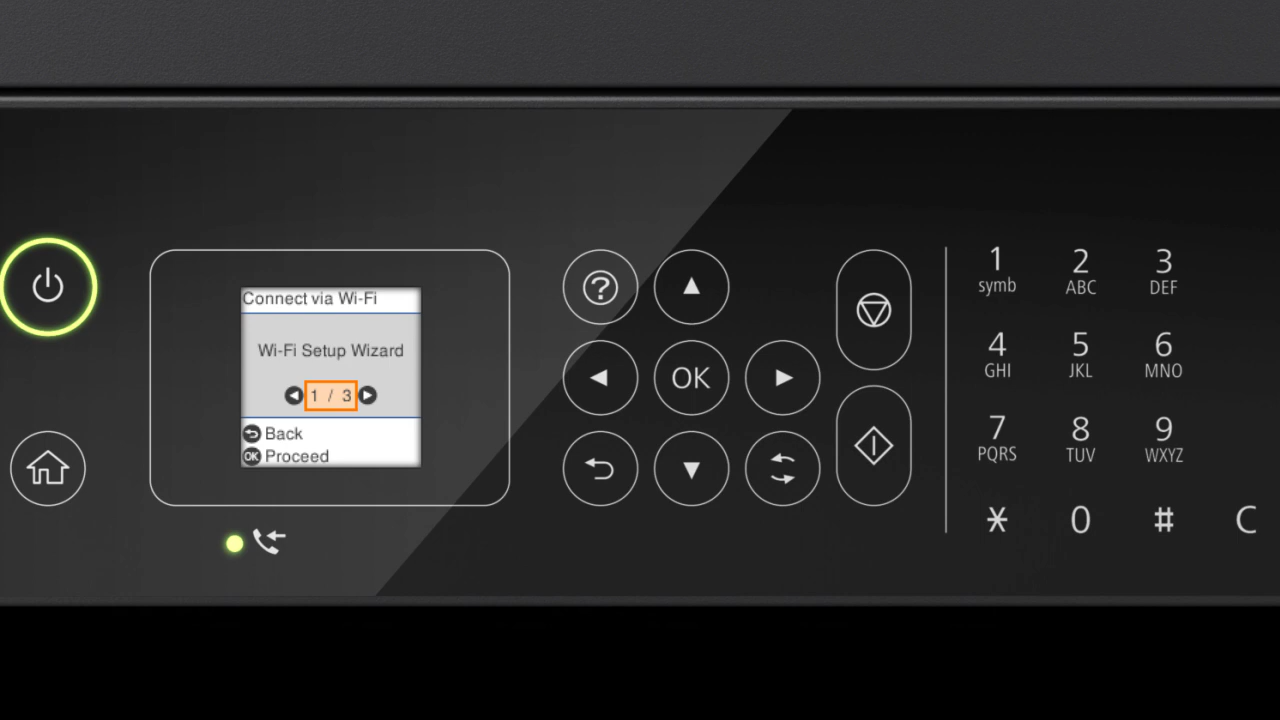 Connect via Wi-Fi
Wi-Fi Setup Wizard
1 / 3
Back
OK Proceed
?
OK
1 2 3
symb ABC DEF
4 5 6
GHI JKL MNO
7 8 9
PQRS TUV WXYZ
* 0 # C